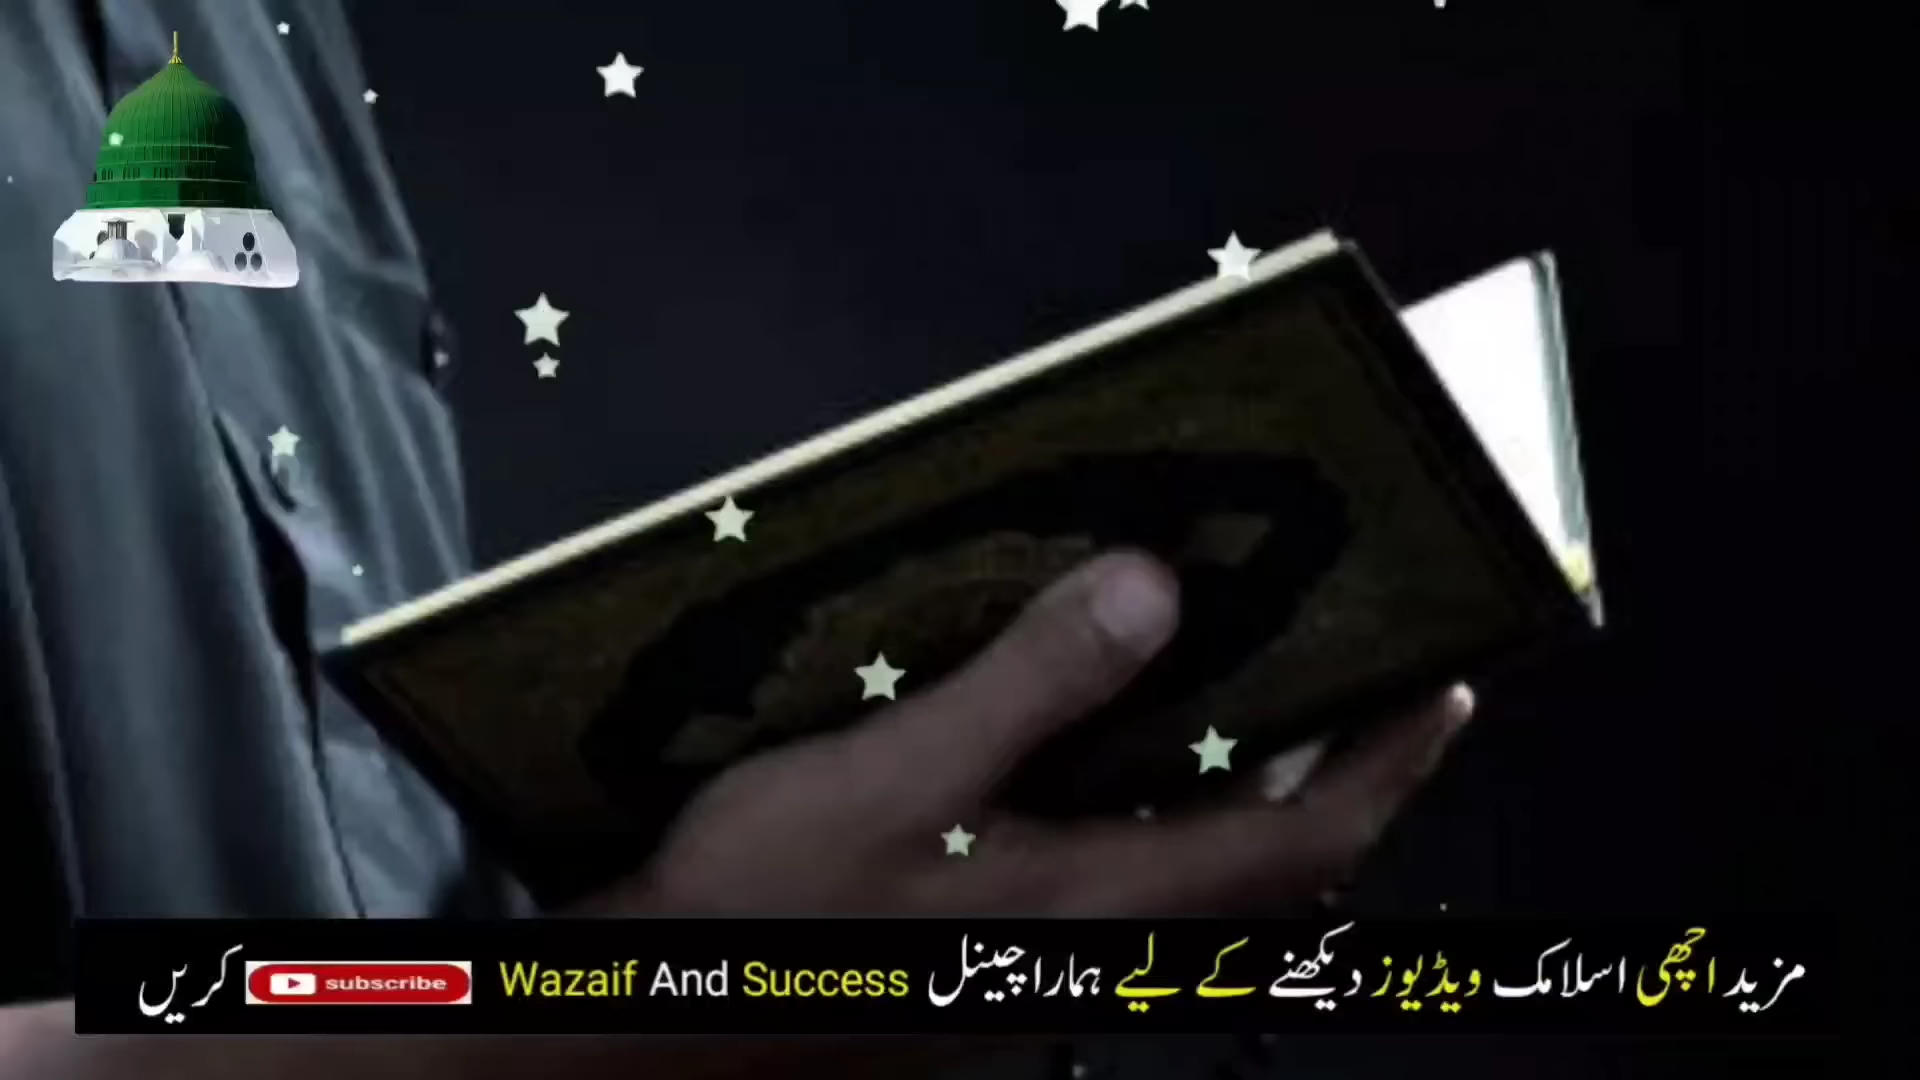 مزید اچھی اسلامک ویڈیوز دیکھنے کے لیے ہمارا چینل Wazaif And Success subscribe کریں